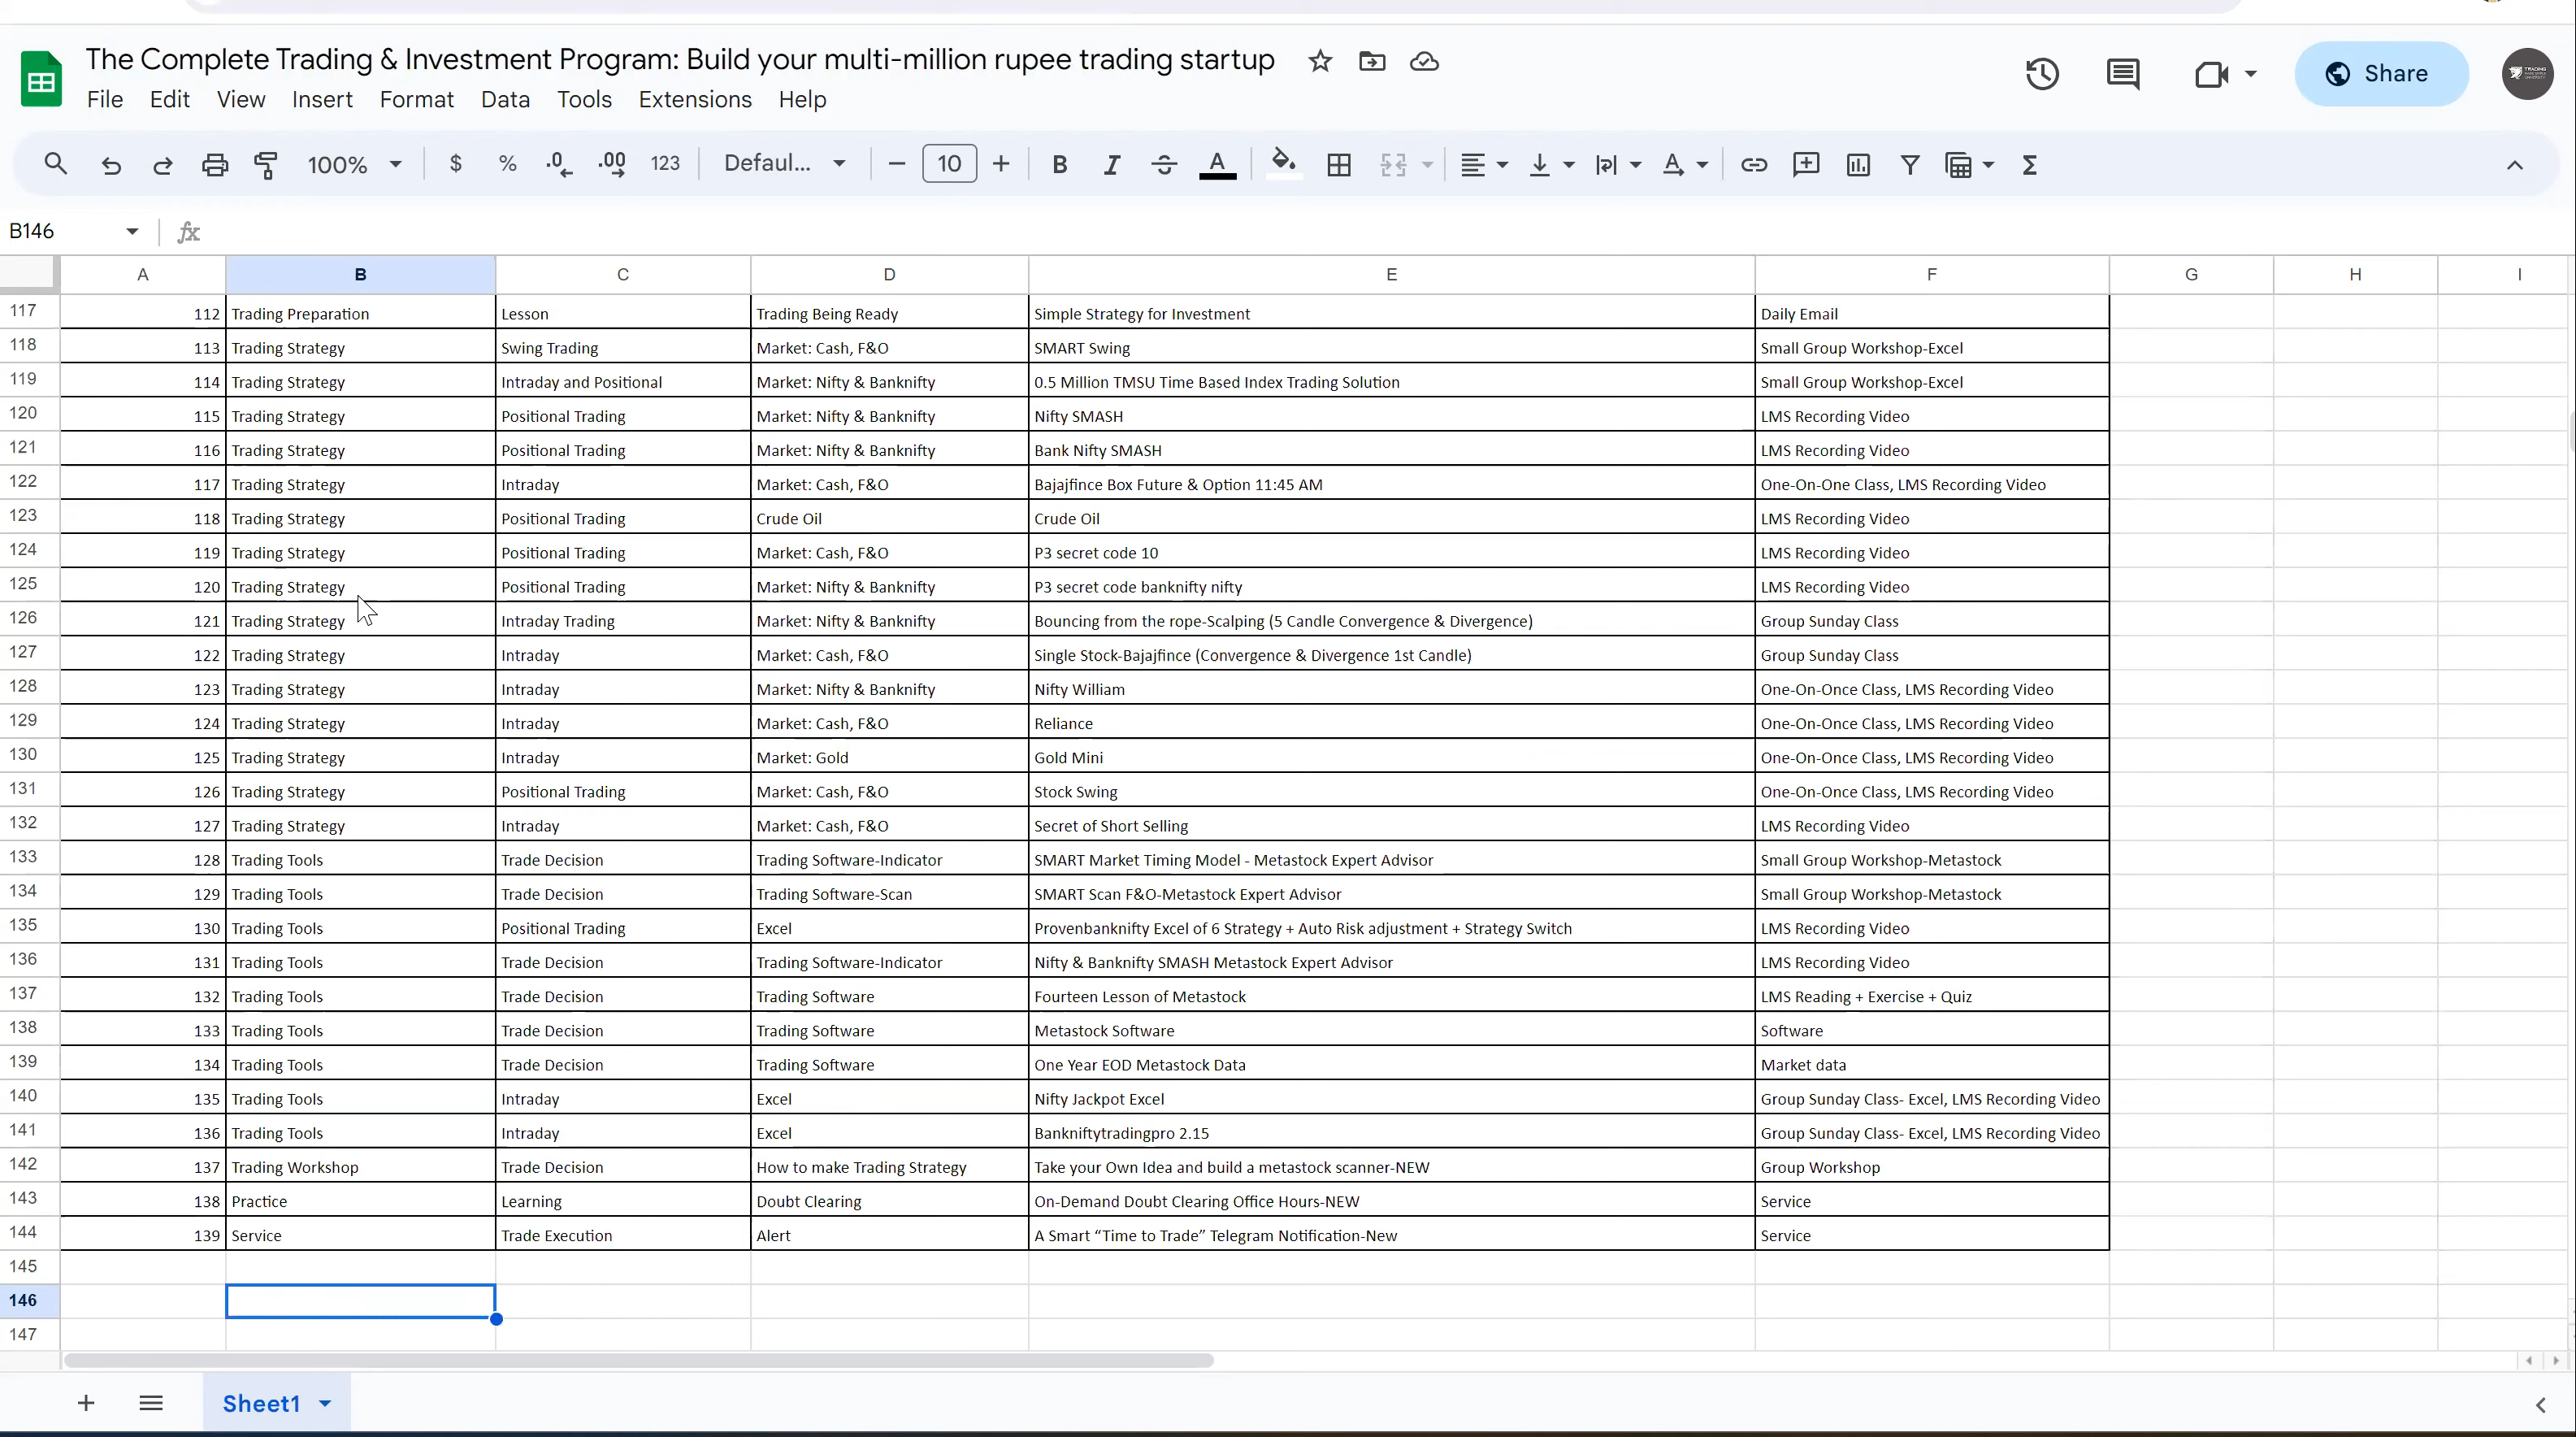 The Complete Trading & Investment Program: Build your multi-million rupee trading startup
File Edit View Insert Format Data Tools Extensions Help
Share
100% $ % .0 .00 123 Defaul... 10 B I A
B146 fx
A B C D E F G H I
117 112 Trading Preparation Lesson Trading Being Ready Simple Strategy for Investment Daily Email
118 113 Trading Strategy Swing Trading Market: Cash, F&O SMART Swing Small Group Workshop-Excel
119 114 Trading Strategy Intraday and Positional Market: Nifty & Banknifty 0.5 Million TMSU Time Based Index Trading Solution Small Group Workshop-Excel
120 115 Trading Strategy Positional Trading Market: Nifty & Banknifty Nifty SMASH LMS Recording Video
121 116 Trading Strategy Positional Trading Market: Nifty & Banknifty Bank Nifty SMASH LMS Recording Video
122 117 Trading Strategy Intraday Market: Cash, F&O Bajajfince Box Future & Option 11:45 AM One-On-One Class, LMS Recording Video
123 118 Trading Strategy Positional Trading Crude Oil Crude Oil LMS Recording Video
124 119 Trading Strategy Positional Trading Market: Cash, F&O P3 secret code 10 LMS Recording Video
125 120 Trading Strategy Positional Trading Market: Nifty & Banknifty P3 secret code banknifty nifty LMS Recording Video
126 121 Trading Strategy Intraday Trading Market: Nifty & Banknifty Bouncing from the rope-Scalping (5 Candle Convergence & Divergence) Group Sunday Class
127 122 Trading Strategy Intraday Market: Cash, F&O Single Stock-Bajajfince (Convergence & Divergence 1st Candle) Group Sunday Class
128 123 Trading Strategy Intraday Market: Nifty & Banknifty Nifty William One-On-Once Class, LMS Recording Video
129 124 Trading Strategy Intraday Market: Cash, F&O Reliance One-On-Once Class, LMS Recording Video
130 125 Trading Strategy Intraday Market: Gold Gold Mini One-On-Once Class, LMS Recording Video
131 126 Trading Strategy Positional Trading Market: Cash, F&O Stock Swing One-On-Once Class, LMS Recording Video
132 127 Trading Strategy Intraday Market: Cash, F&O Secret of Short Selling LMS Recording Video
133 128 Trading Tools Trade Decision Trading Software-Indicator SMART Market Timing Model - Metastock Expert Advisor Small Group Workshop-Metastock
134 129 Trading Tools Trade Decision Trading Software-Scan SMART Scan F&O-Metastock Expert Advisor Small Group Workshop-Metastock
135 130 Trading Tools Positional Trading Excel Provenbanknifty Excel of 6 Strategy + Auto Risk adjustment + Strategy Switch LMS Recording Video
136 131 Trading Tools Trade Decision Trading Software-Indicator Nifty & Banknifty SMASH Metastock Expert Advisor LMS Recording Video
137 132 Trading Tools Trade Decision Trading Software Fourteen Lesson of Metastock LMS Reading + Exercise + Quiz
138 133 Trading Tools Trade Decision Trading Software Metastock Software Software
139 134 Trading Tools Trade Decision Trading Software One Year EOD Metastock Data Market data
140 135 Trading Tools Intraday Excel Nifty Jackpot Excel Group Sunday Class- Excel, LMS Recording Video
141 136 Trading Tools Intraday Excel Bankniftytradingpro 2.15 Group Sunday Class- Excel, LMS Recording Video
142 137 Trading Workshop Trade Decision How to make Trading Strategy Take your Own Idea and build a metastock scanner-NEW Group Workshop
143 138 Practice Learning Doubt Clearing On-Demand Doubt Clearing Office Hours-NEW Service
144 139 Service Trade Execution Alert A Smart “Time to Trade” Telegram Notification-New Service
145
146
147
Sheet1